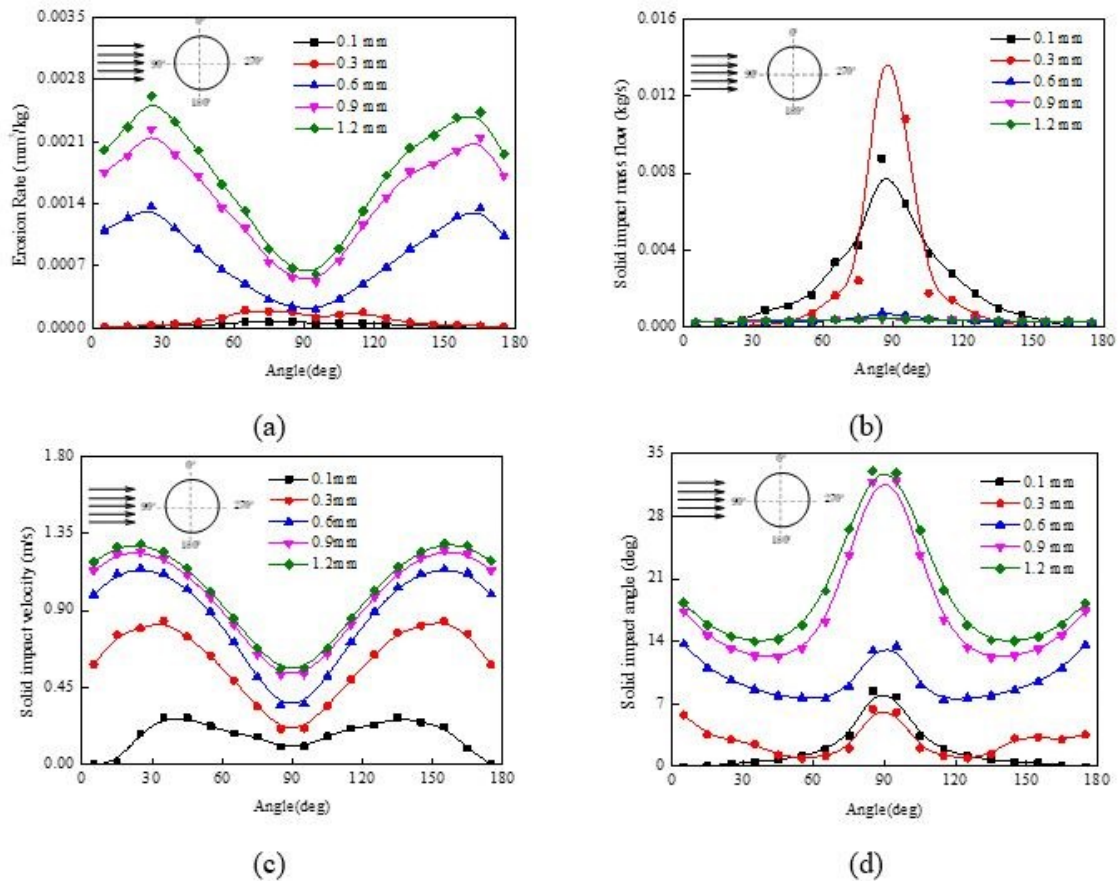 0.0035
0.0028
0.0021
0.0014
0.0007
0.0000
Erosion Rate (mm³/kg)
0°
90°
270°
180°
0.1 mm
0.3 mm
0.6 mm
0.9 mm
1.2 mm
0 30 60 90 120 150 180
Angle(deg)
(a)
0.016
0.012
0.008
0.004
0.000
Solid impact mass flow (kg/s)
0°
90°
270°
180°
0.1 mm
0.3 mm
0.6 mm
0.9 mm
1.2 mm
0 30 60 90 120 150 180
Angle(deg)
(b)
1.80
1.35
0.90
0.45
0.00
Solid impact velocity (m/s)
0°
90°
270°
180°
0.1mm
0.3mm
0.6mm
0.9mm
1.2mm
0 30 60 90 120 150 180
Angle(deg)
(c)
35
28
21
14
7
0
Solid impact angle (deg)
0°
90°
270°
180°
0.1 mm
0.3 mm
0.6 mm
0.9 mm
1.2 mm
0 30 60 90 120 150 180
Angle(deg)
(d)